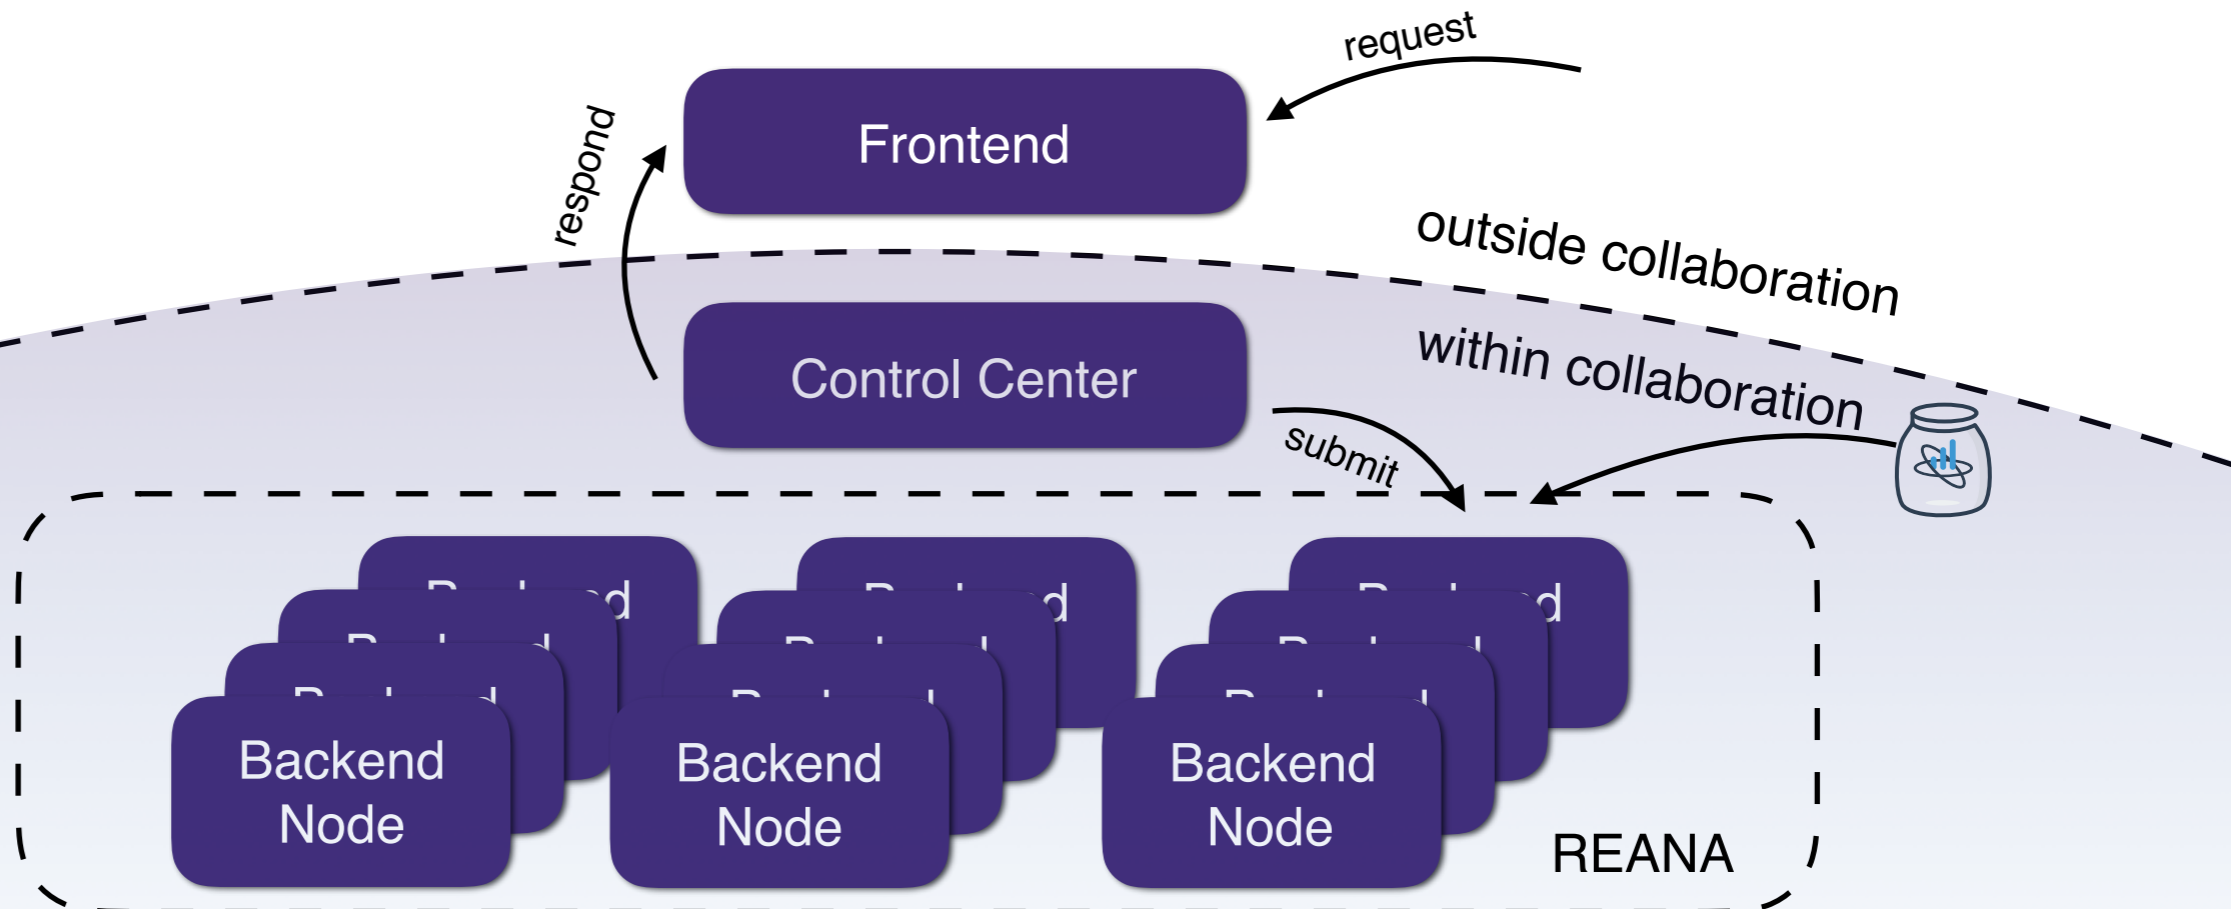 request
Frontend
respond
outside collaboration
within collaboration
Control Center
submit
Backend
Node
Backend
Node
Backend
Node
REANA